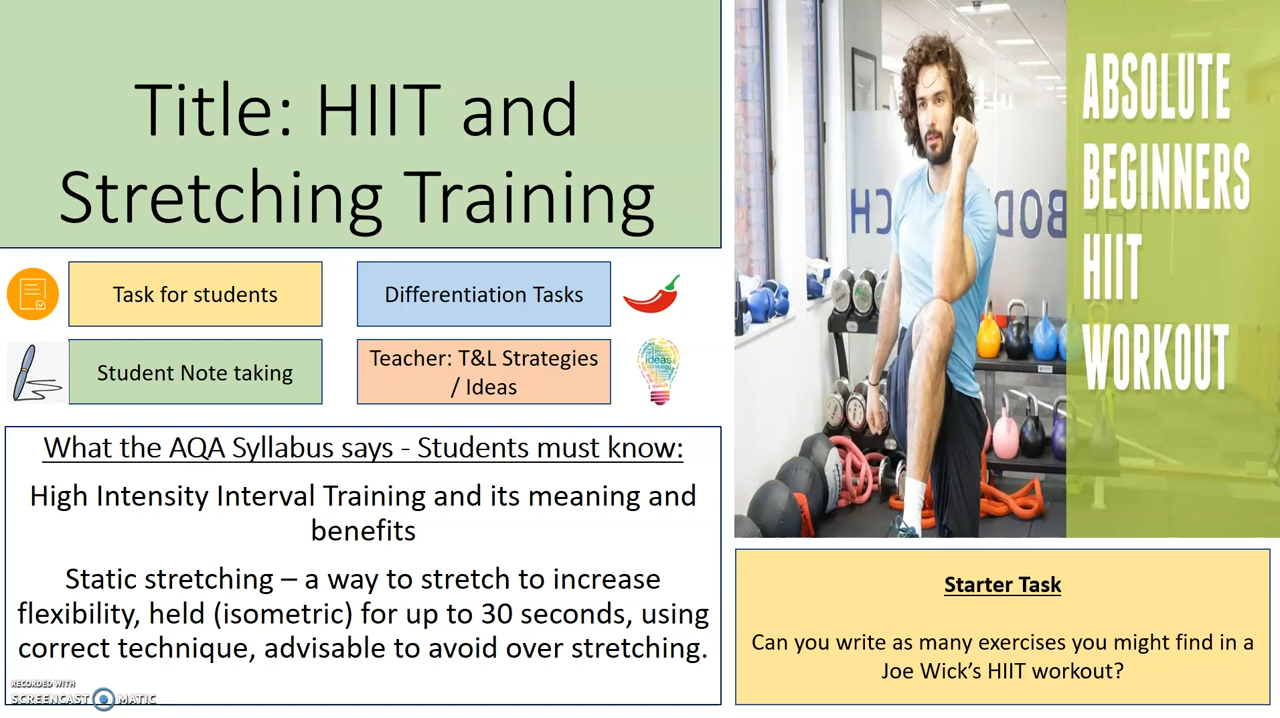 Title: HIIT and
Stretching Training
Task for students
Differentiation Tasks
Student Note taking
Teacher: T&L Strategies
/ Ideas
ideas
What the AQA Syllabus says - Students must know:
High Intensity Interval Training and its meaning and
benefits
Static stretching – a way to stretch to increase
flexibility, held (isometric) for up to 30 seconds, using
correct technique, advisable to avoid over stretching.
RECORDED WITH
SCREENCAST MATIC
ABSOLUTE
BEGINNERS
HIIT
WORKOUT
Starter Task
Can you write as many exercises you might find in a
Joe Wick’s HIIT workout?